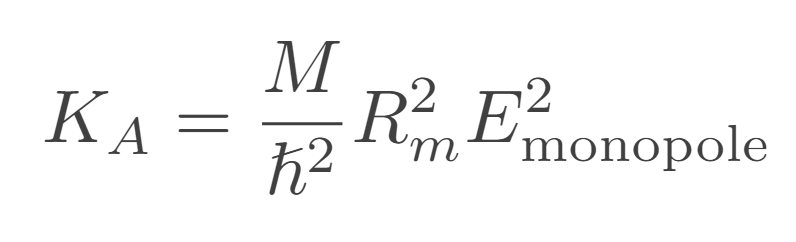 K_A = \frac{M}{\hbar^2} R_m^2 E_{\text{monopole}}^2